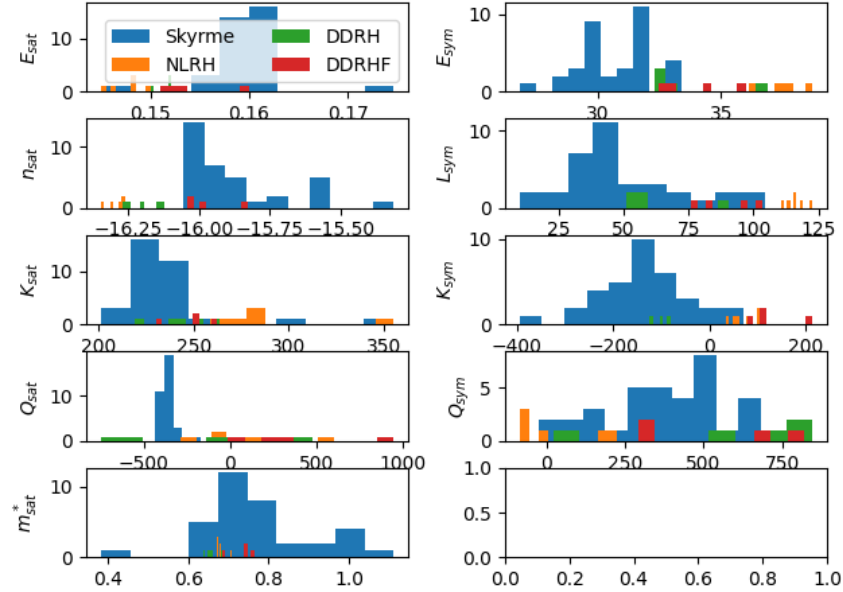 Skyrme DDRH
NLRH DDRHF
E_sat
10
0
0.15 0.16 0.17
E_sym
10
5
0
30 35
n_sat
10
0
−16.25 −16.00 −15.75 −15.50
L_sym
10
0
25 50 75 100 125
K_sat
10
0
200 250 300 350
K_sym
10
5
0
−400 −200 0 200
Q_sat
10
0
−500 0 500 1000
Q_sym
5
0
0 250 500 750
m*_sat
10
0
0.4 0.6 0.8 1.0
1.0
0.5
0.0
0.0 0.2 0.4 0.6 0.8 1.0